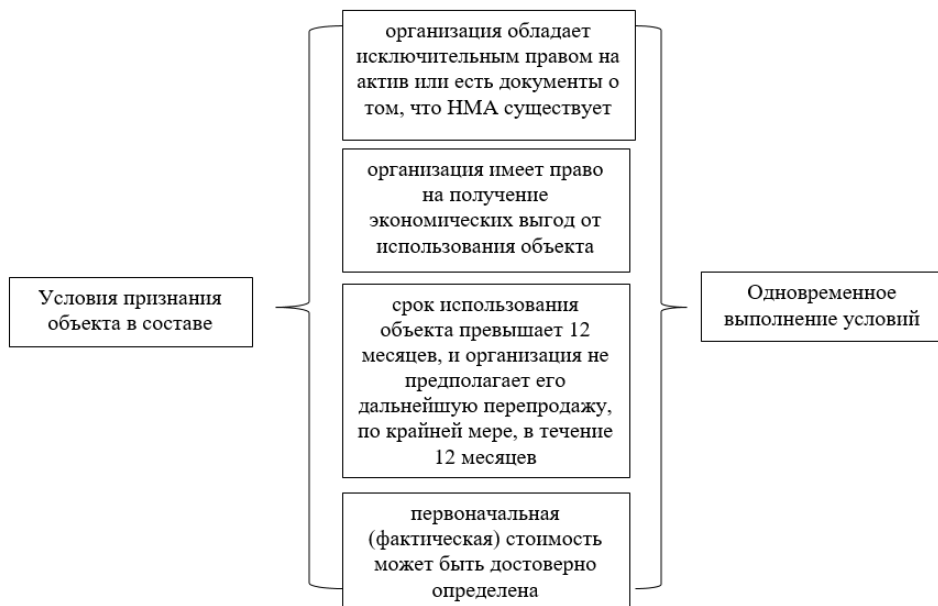 Условия признания
объекта в составе
организация обладает
исключительным правом на
актив или есть документы о
том, что НМА существует
организация имеет право
на получение
экономических выгод от
использования объекта
срок использования
объекта превышает 12
месяцев, и организация не
предполагает его
дальнейшую перепродажу,
по крайней мере, в течение
12 месяцев
первоначальная
(фактическая) стоимость
может быть достоверно
определена
Одновременное
выполнение условий